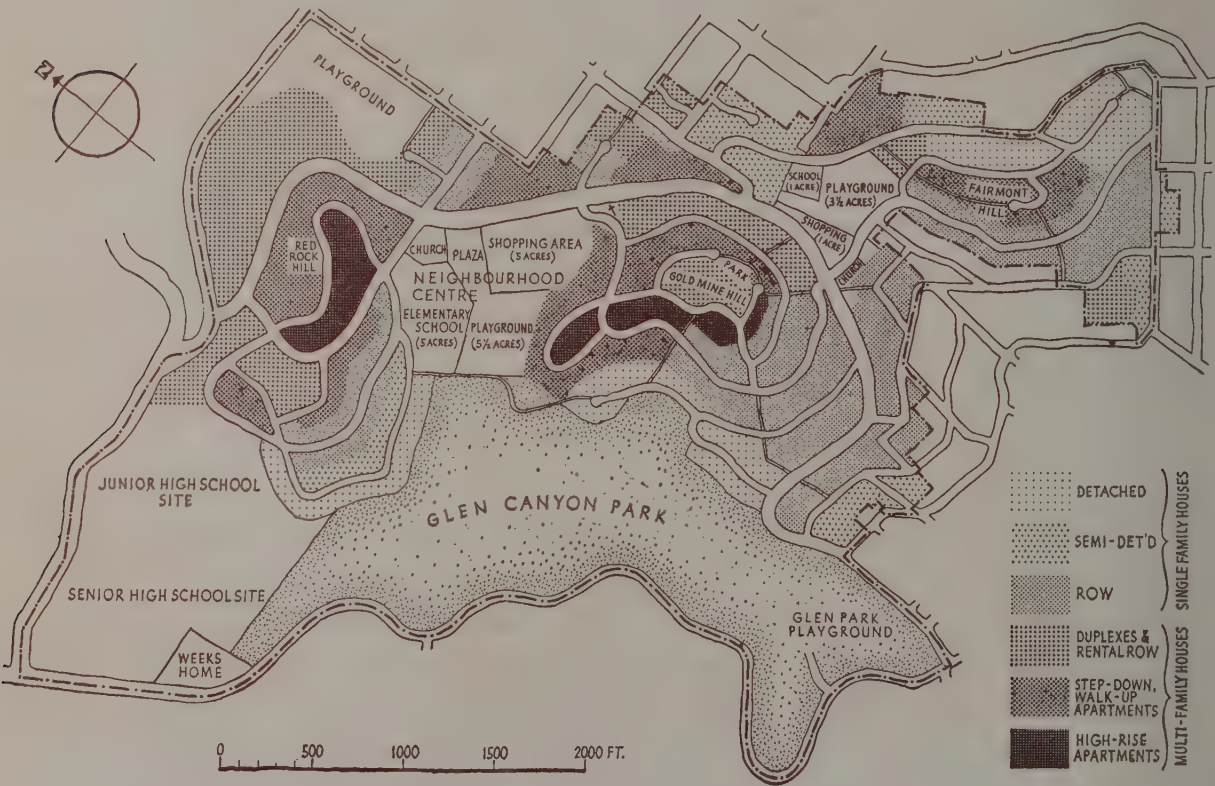 N
PLAYGROUND
RED
ROCK
HILL
CHURCH
PLAZA
SHOPPING AREA
(5 ACRES)
NEIGHBOURHOOD
CENTRE
ELEMENTARY
SCHOOL
(5 ACRES)
PLAYGROUND
(5½ ACRES)
PARK
GOLD MINE HILL
SCHOOL
(1 ACRE)
PLAYGROUND
(3½ ACRES)
SHOPPING
(1 ACRE)
CHURCH
FAIRMONT
HILLS
JUNIOR HIGH SCHOOL
SITE
GLEN CANYON PARK
SENIOR HIGH SCHOOL SITE
WEEKS
HOME
GLEN PARK
PLAYGROUND
0 500 1000 1500 2000 FT.
DETACHED
SEMI-DET'D
ROW
SINGLE FAMILY HOUSES
DUPLEXES &
RENTAL ROW
STEP-DOWN,
WALK-UP
APARTMENTS
HIGH-RISE
APARTMENTS
MULTI-FAMILY HOUSES